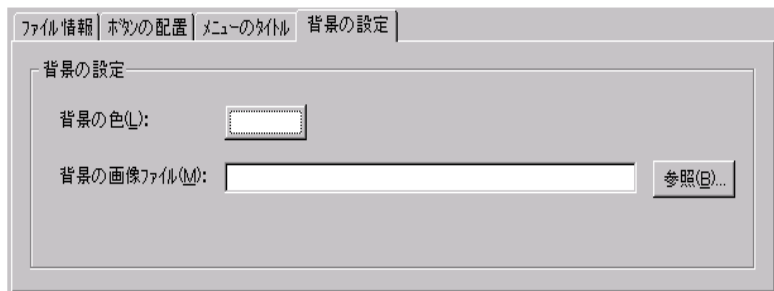 ﾌｧｲﾙ情報 ﾎﾞﾀﾝの配置 ﾒﾆｭｰのﾀｲﾄﾙ 背景の設定
背景の設定
背景の色(L):
背景の画像ﾌｧｲﾙ(M): 参照(B)...